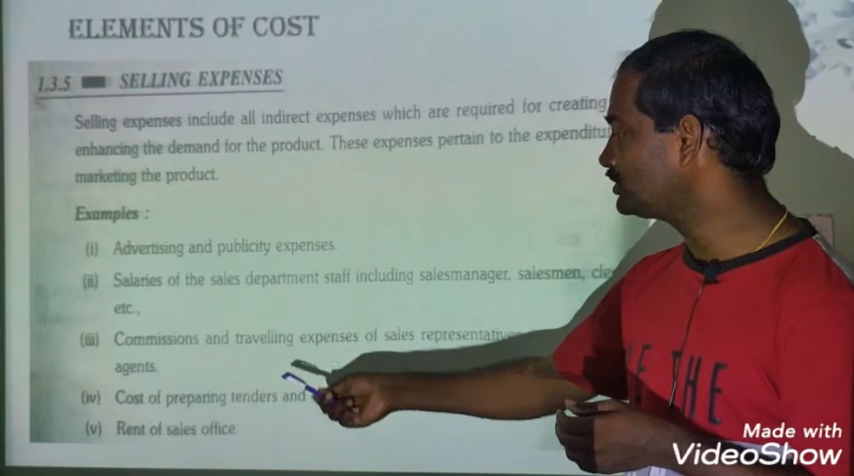 ELEMENTS OF COST
1.3.5 SELLING EXPENSES
Selling expenses include all indirect expenses which are required for creating
enhancing the demand for the product. These expenses pertain to the
marketing the product.
Examples :
(i) Advertising and publicity expenses.
(ii) Salaries of the sales department staff including salesmanager, salesmen,
etc.,
(iii) Commissions and travelling expenses of sales
agents.
(iv) Cost of preparing tenders and
(v) Rent of sales office.
THE
Made with
VideoShow